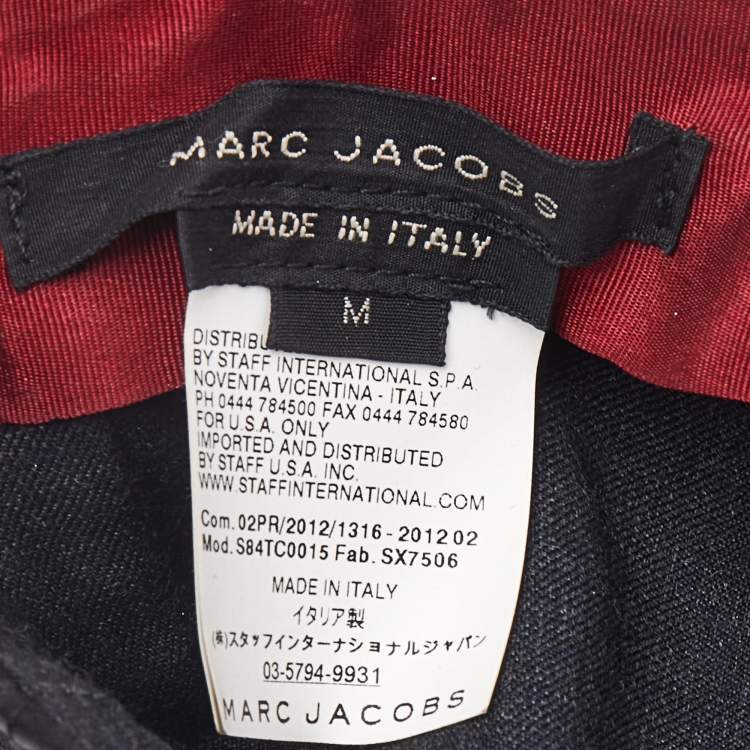 MARC JACOBS
MADE IN ITALY
M
BY STAFF INTERNATIONAL S.P.A.
NOVENTA VICENTINA - ITALY
PH 0444 784500 FAX 0444 784580
FOR U.S.A. ONLY
IMPORTED AND DISTRIBUTED
BY STAFF U.S.A. INC.
WWW.STAFFINTERNATIONAL.COM
Com. 02PR/2012/1316 - 2012 02
Mod. S84TC0015 Fab. SX7506
MADE IN ITALY
イタリア製
(株)スタッフインターナショナルジャパン
03-5794-9931
MARC JACOBS